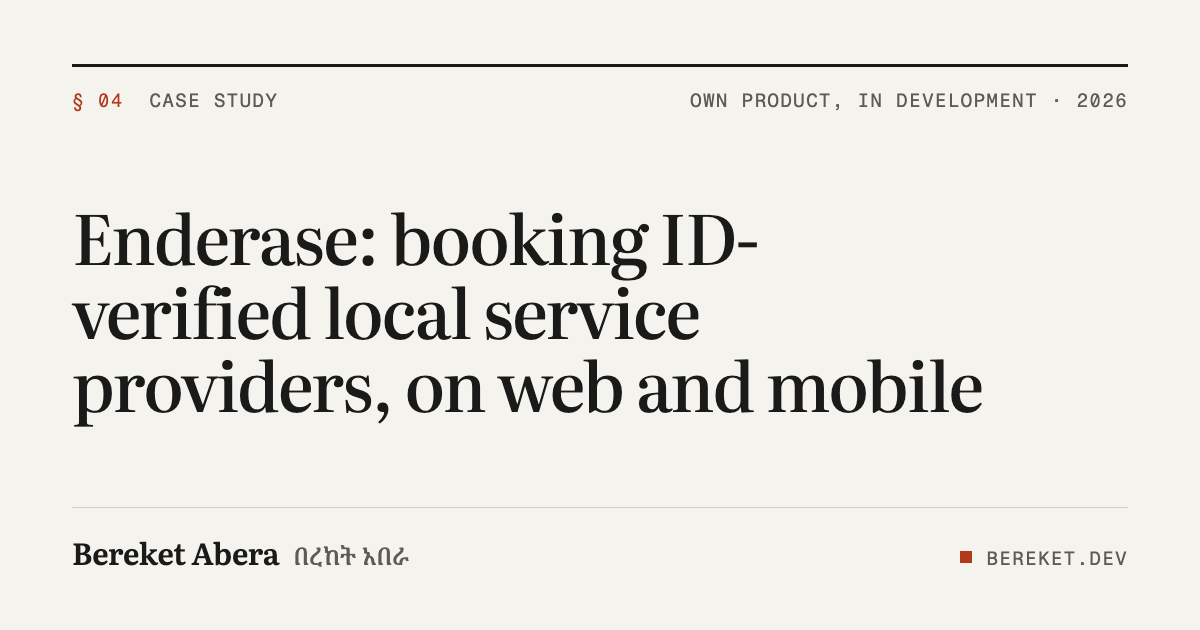 § 04 CASE STUDY
OWN PRODUCT, IN DEVELOPMENT · 2026
Enderase: booking ID-
verified local service
providers, on web and mobile
Bereket Abera በረከት አበራ
BEREKET.DEV